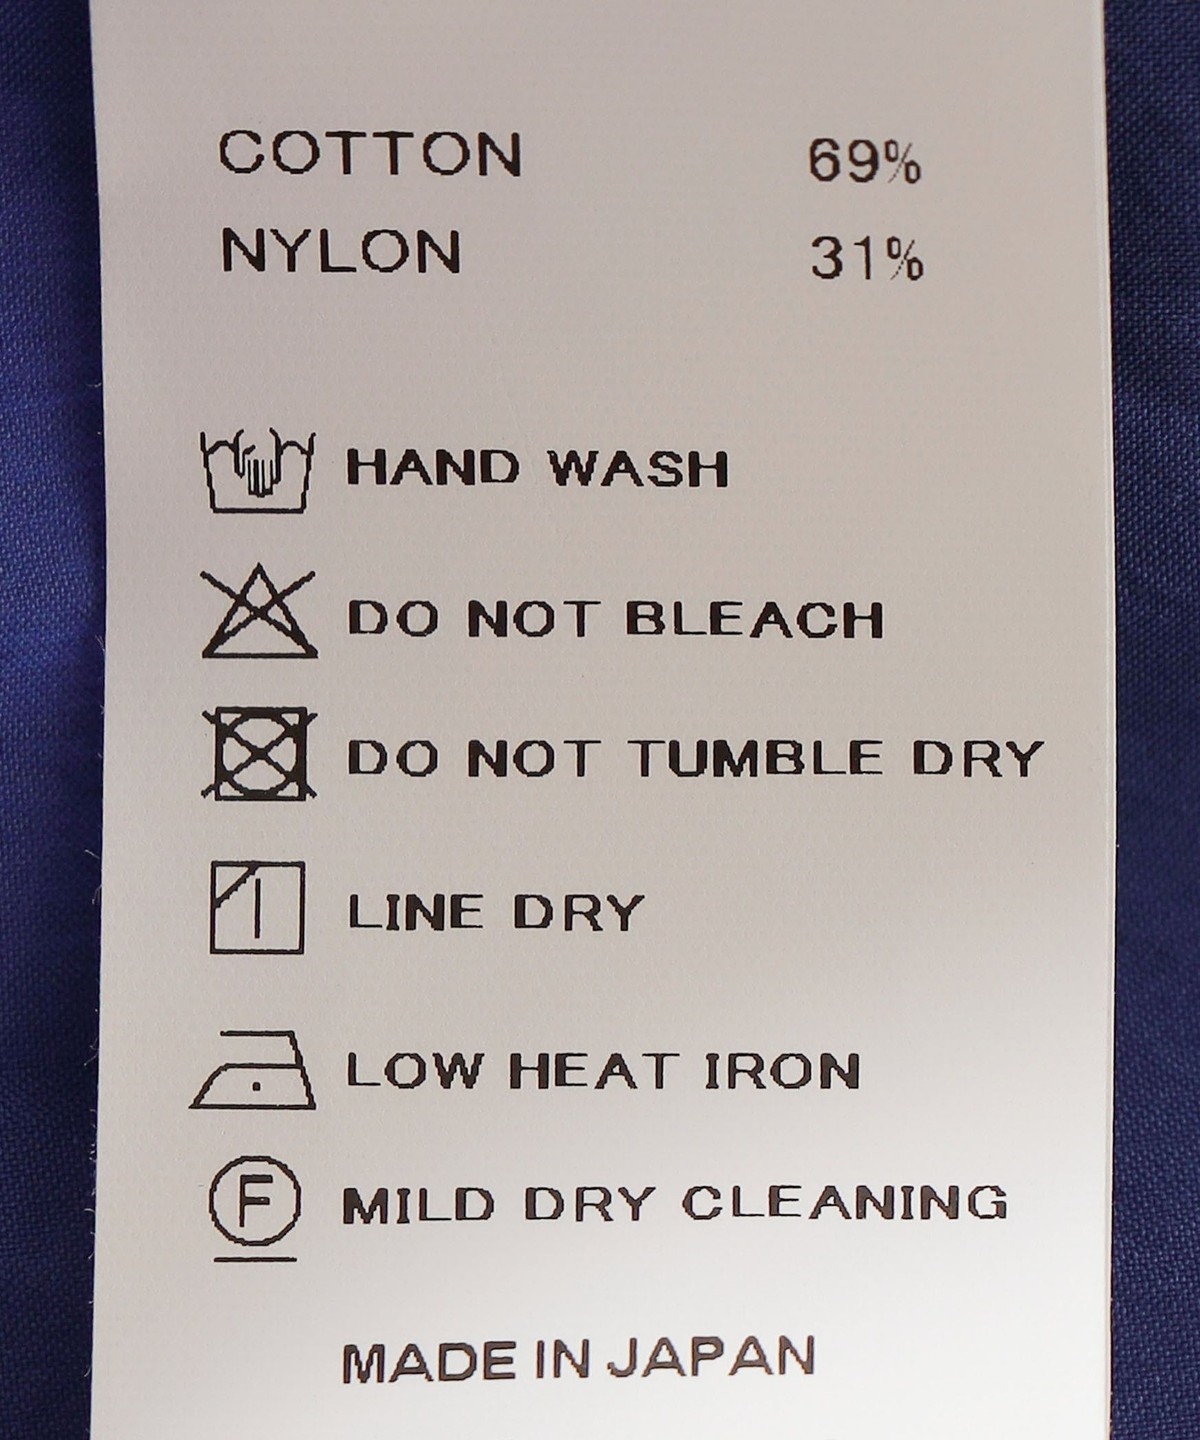 COTTON 69%
NYLON 31%
HAND WASH
DO NOT BLEACH
DO NOT TUMBLE DRY
LINE DRY
LOW HEAT IRON
F MILD DRY CLEANING
MADE IN JAPAN